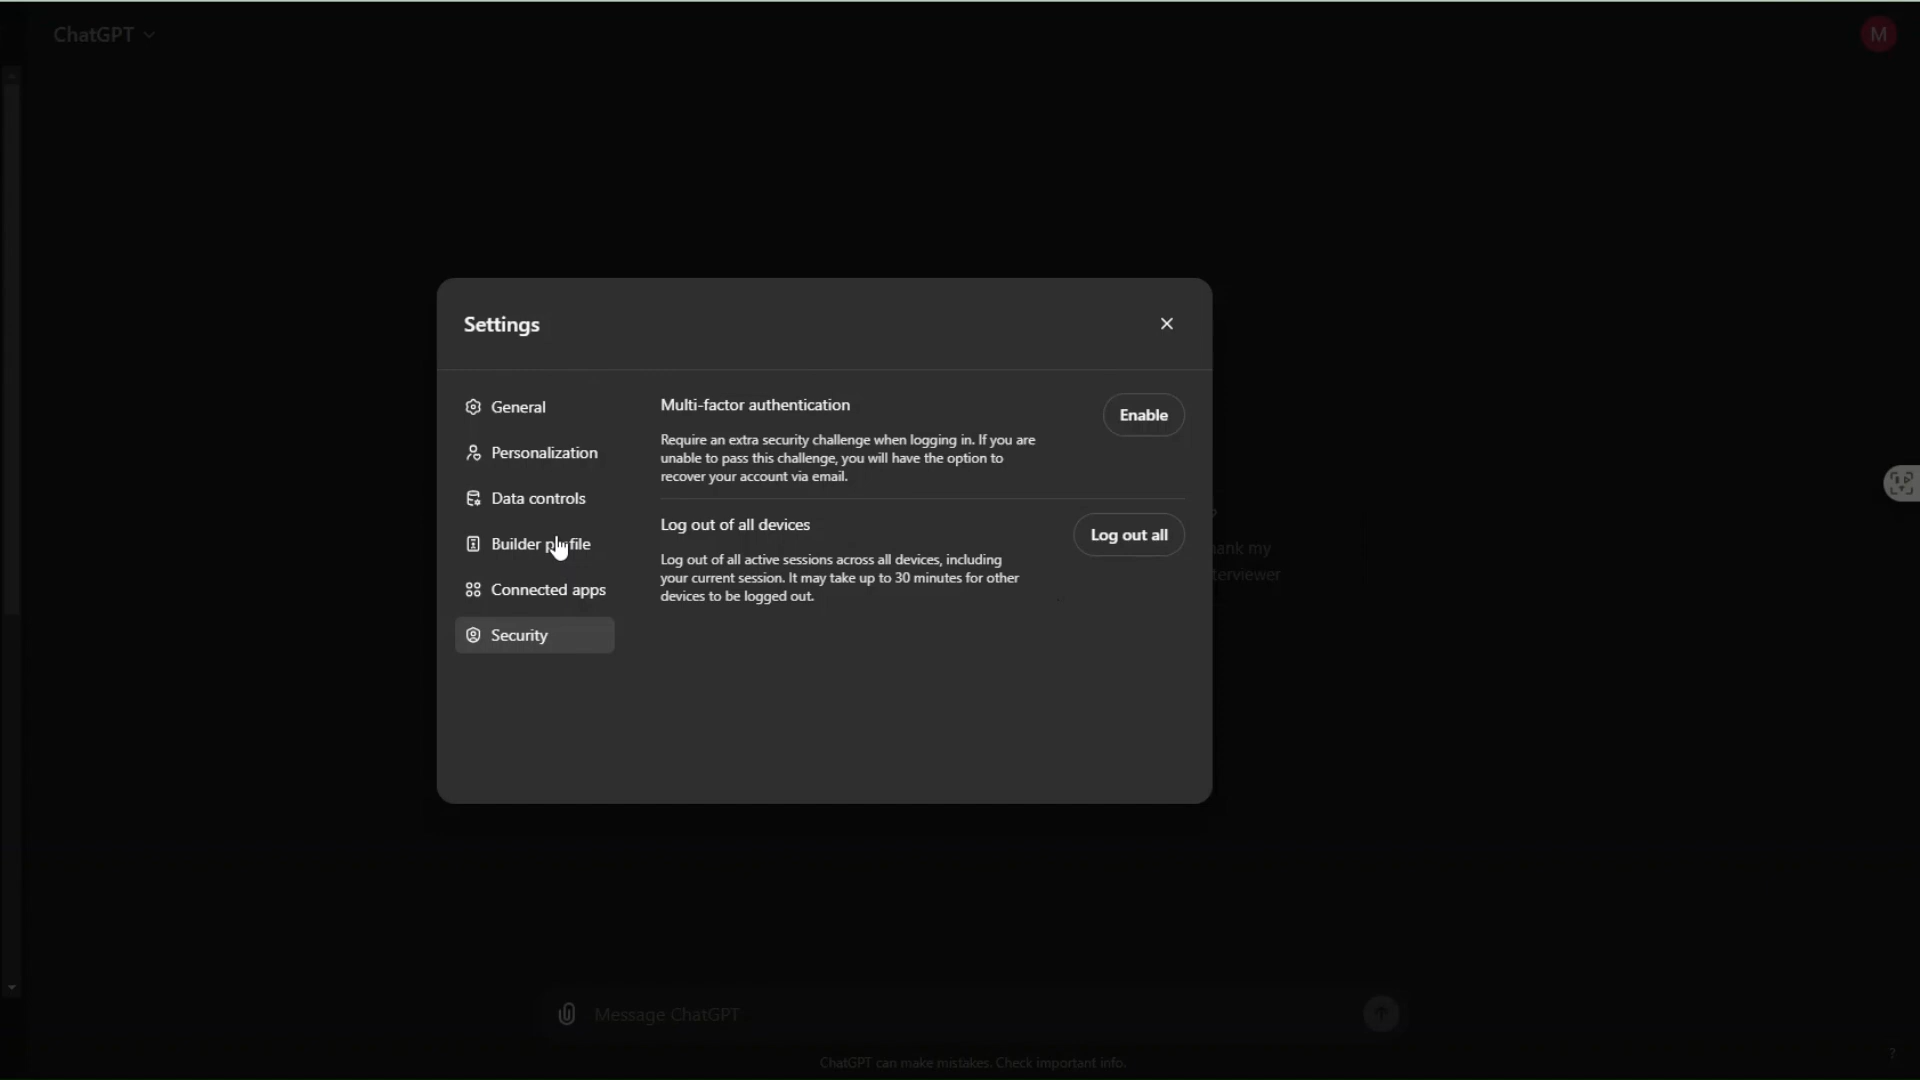 ChatGPT
M
Settings
General
Personalization
Data controls
Builder profile
Connected apps
Security
Multi-factor authentication
Enable
Require an extra security challenge when logging in. If you are
unable to pass this challenge, you will have the option to
recover your account via email.
Log out of all devices
Log out all
Log out of all active sessions across all devices, including
your current session. It may take up to 30 minutes for other
devices to be logged out.
my
Message ChatGPT
ChatGPT can make mistakes. Check important info.
?